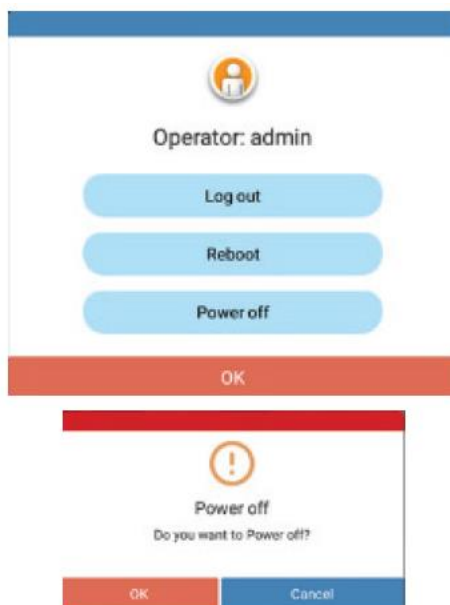 Operator: admin
Log out
Reboot
Power off
OK
Power off
Do you want to Power off?
OK Cancel